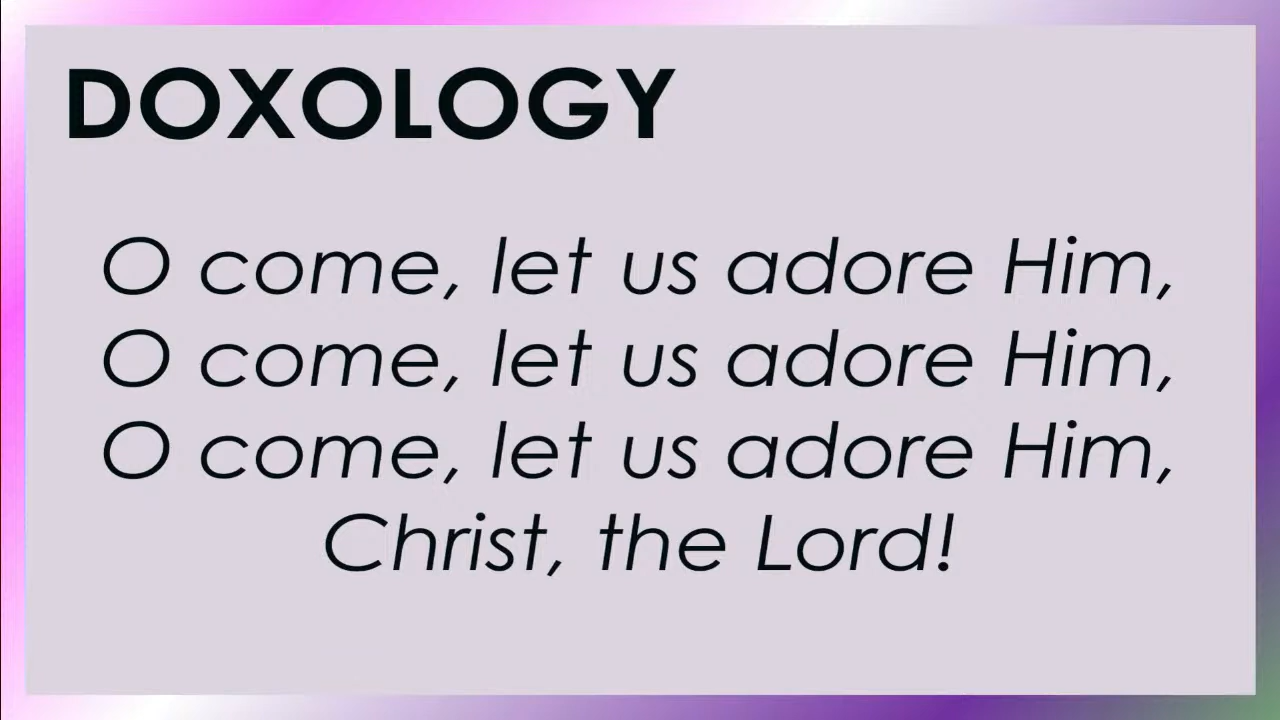 DOXOLOGY
O come, let us adore Him,
O come, let us adore Him,
O come, let us adore Him,
Christ, the Lord!